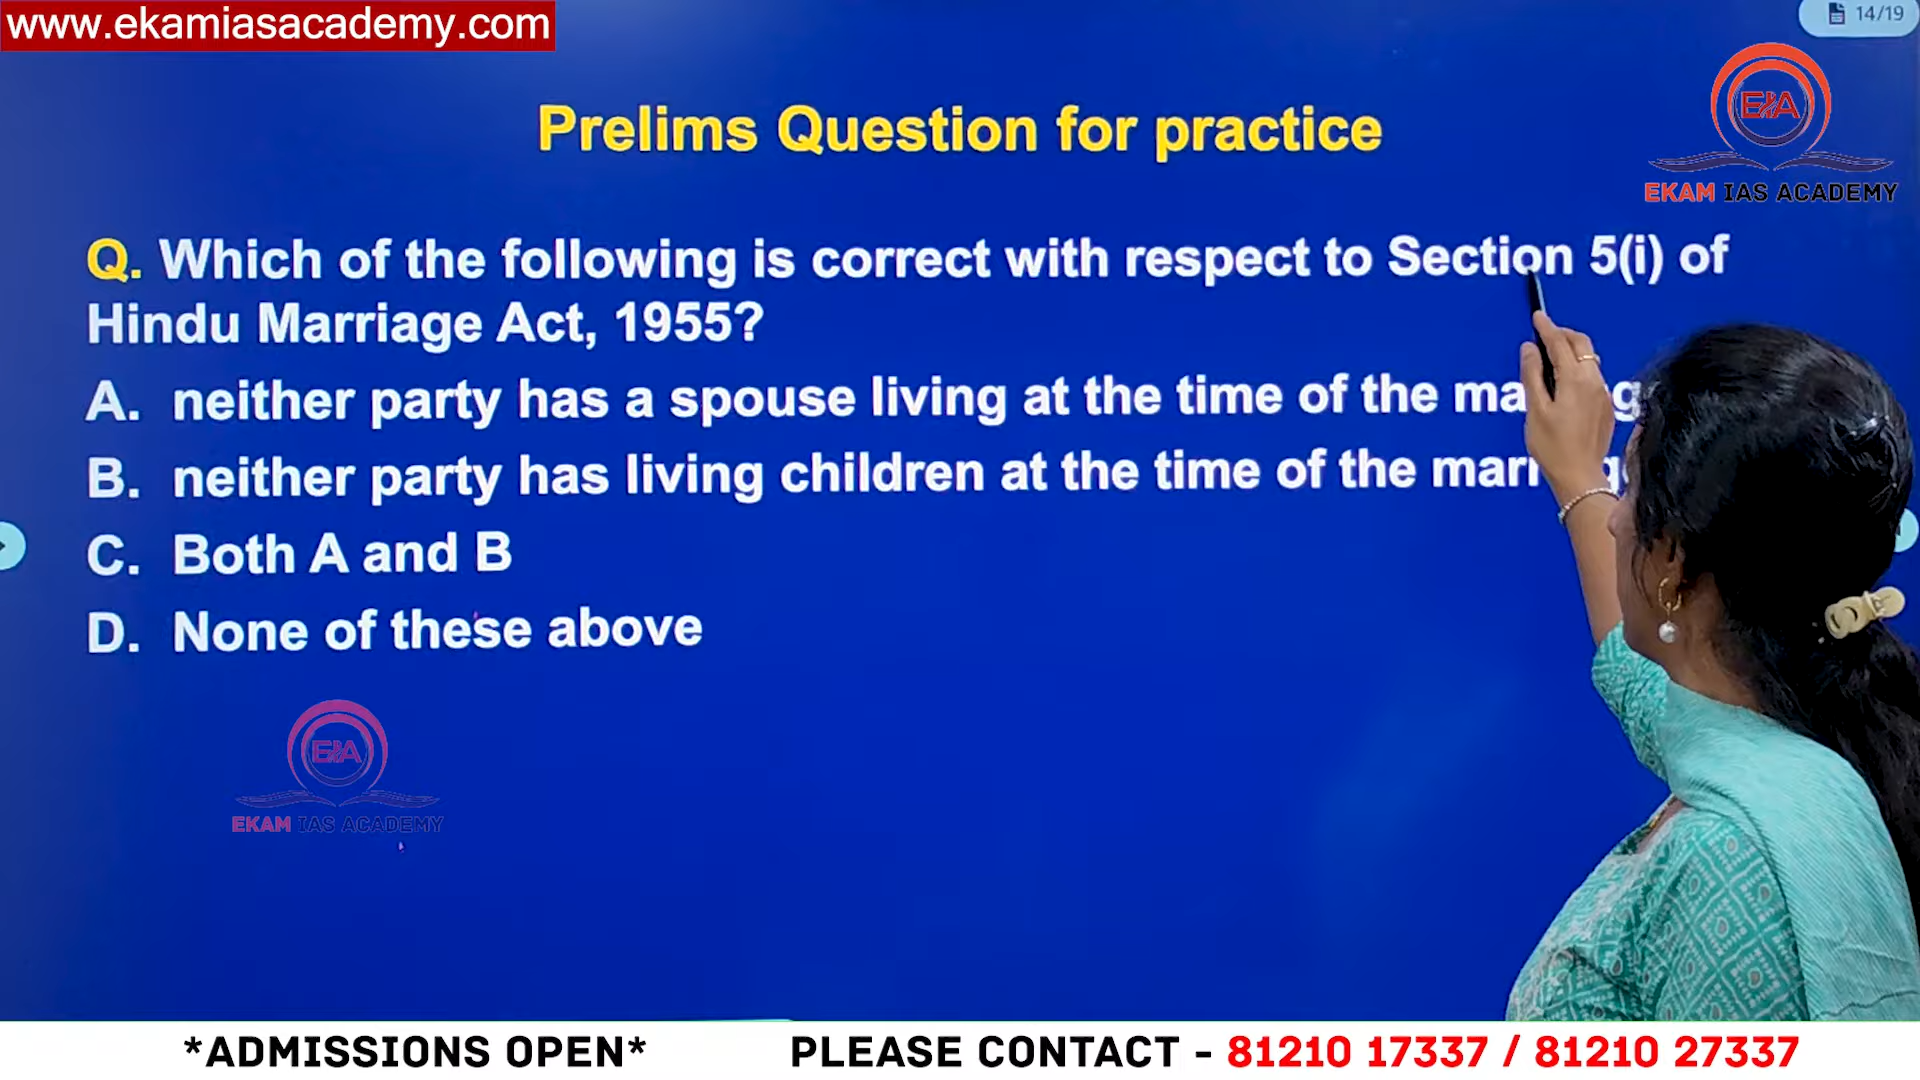 www.ekamiasacademy.com
14/19
EIA
EKAM IAS ACADEMY
Prelims Question for practice
Q. Which of the following is correct with respect to Section 5(i) of
Hindu Marriage Act, 1955?
A. neither party has a spouse living at the time of the
B. neither party has living children at the time of the
C. Both A and B
D. None of these above
EIA
EKAM IAS ACADEMY
*ADMISSIONS OPEN* PLEASE CONTACT - 81210 17337 / 81210 27337